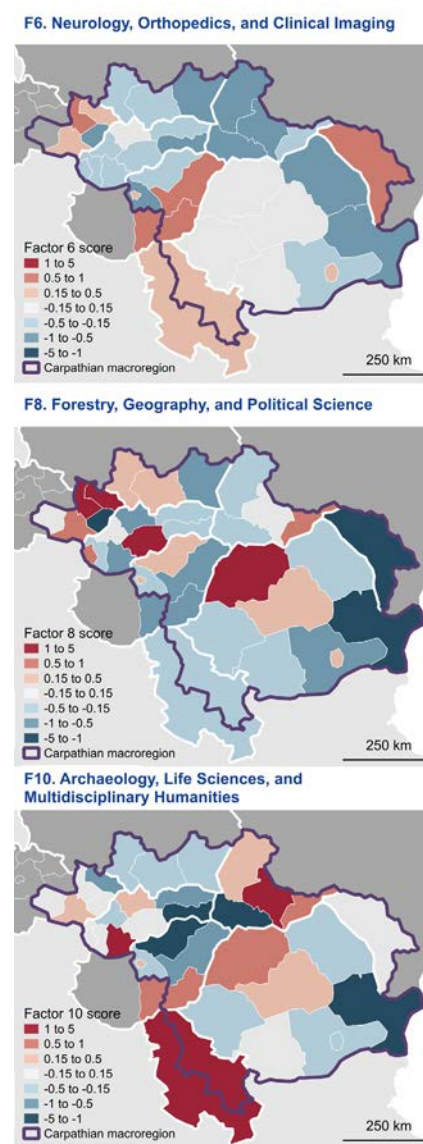 F6. Neurology, Orthopedics, and Clinical Imaging
Factor 6 score
1 to 5
0.5 to 1
0.15 to 0.5
-0.15 to 0.15
-0.5 to -0.15
-1 to -0.5
-5 to -1
Carpathian macroregion
250 km
F8. Forestry, Geography, and Political Science
Factor 8 score
1 to 5
0.5 to 1
0.15 to 0.5
-0.15 to 0.15
-0.5 to -0.15
-1 to -0.5
-5 to -1
Carpathian macroregion
250 km
F10. Archaeology, Life Sciences, and
Multidisciplinary Humanities
Factor 10 score
1 to 5
0.5 to 1
0.15 to 0.5
-0.15 to 0.15
-0.5 to -0.15
-1 to -0.5
-5 to -1
Carpathian macroregion
250 km